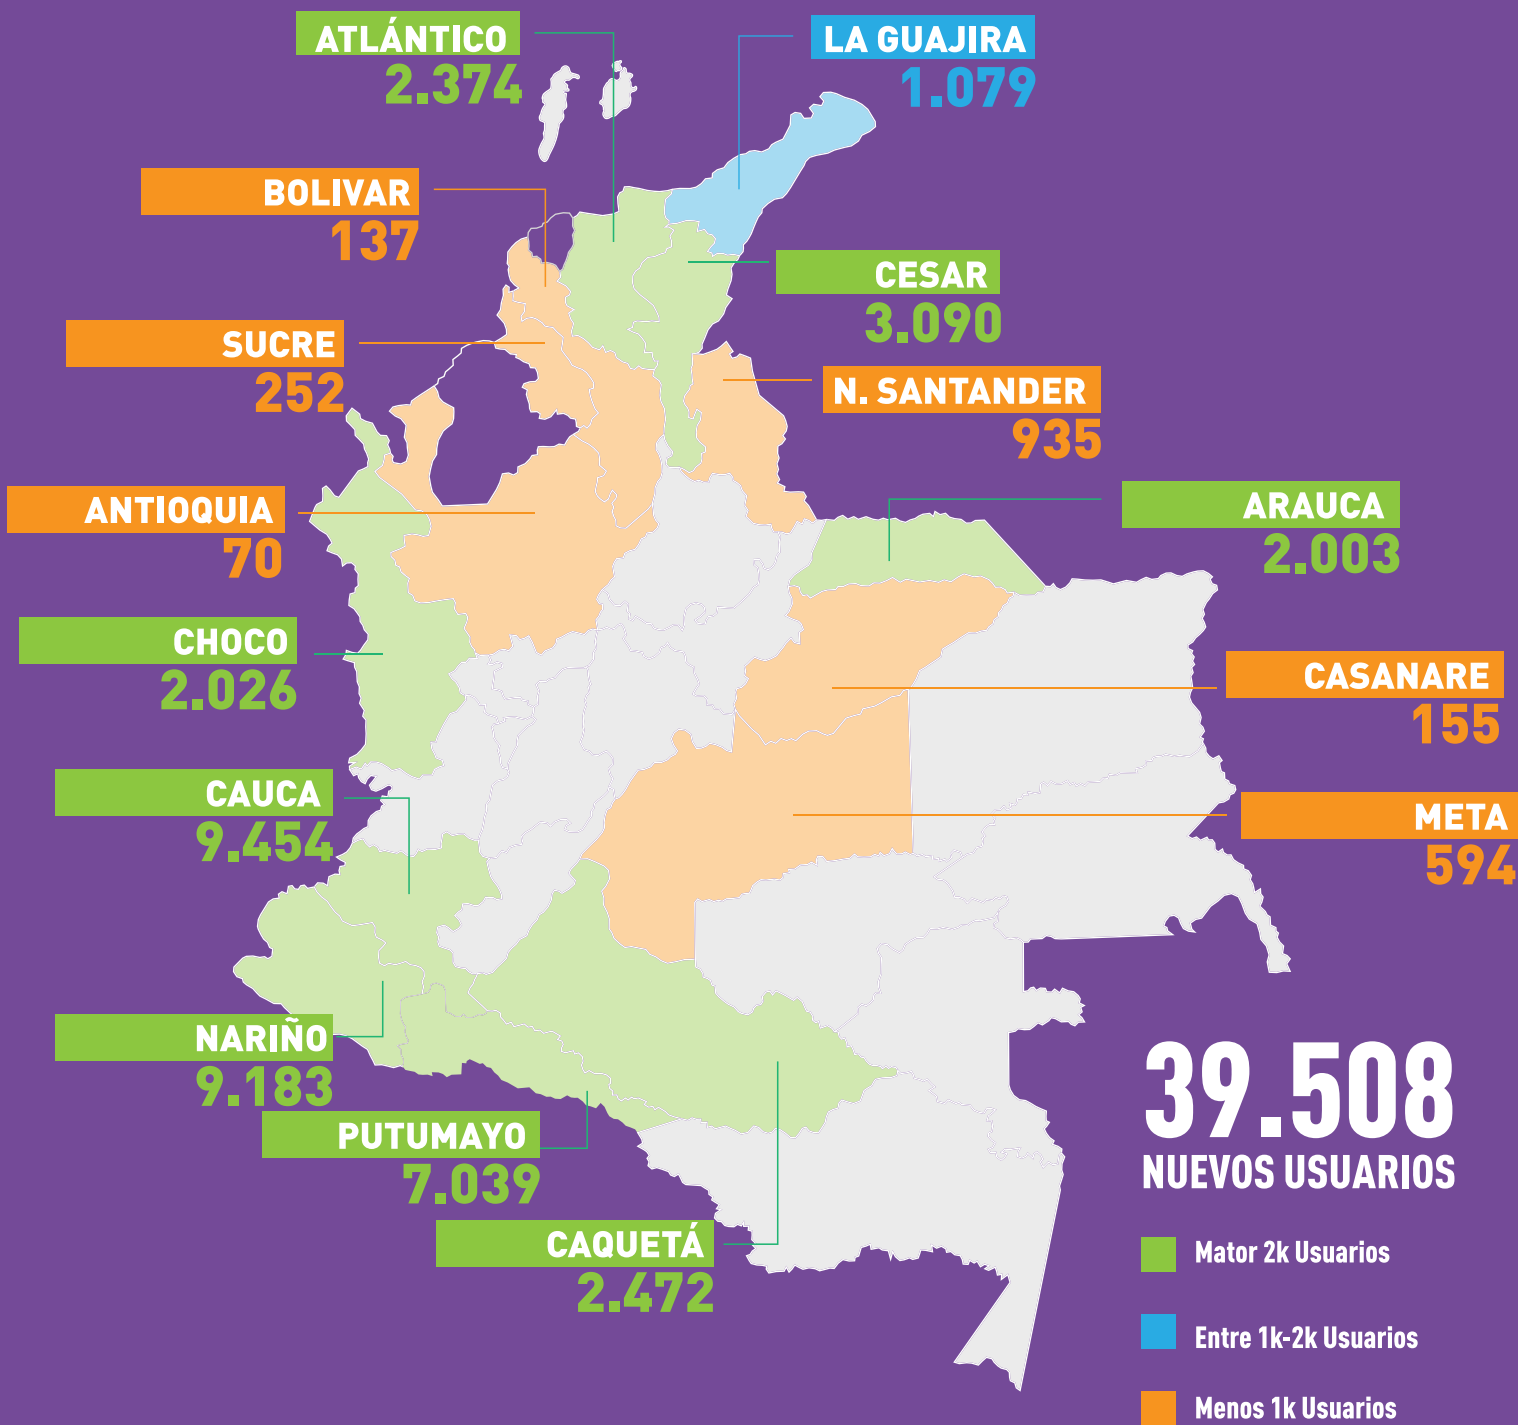 ATLÁNTICO
2.374
LA GUAJIRA
1.079
BOLIVAR
137
CESAR
3.090
SUCRE
252
N. SANTANDER
935
ANTIOQUIA
70
ARAUCA
2.003
CHOCO
2.026
CASANARE
155
CAUCA
9.454
META
594
NARIÑO
9.183
PUTUMAYO
7.039
CAQUETÁ
2.472
39.508
NUEVOS USUARIOS
Mator 2k Usuarios
Entre 1k-2k Usuarios
Menos 1k Usuarios